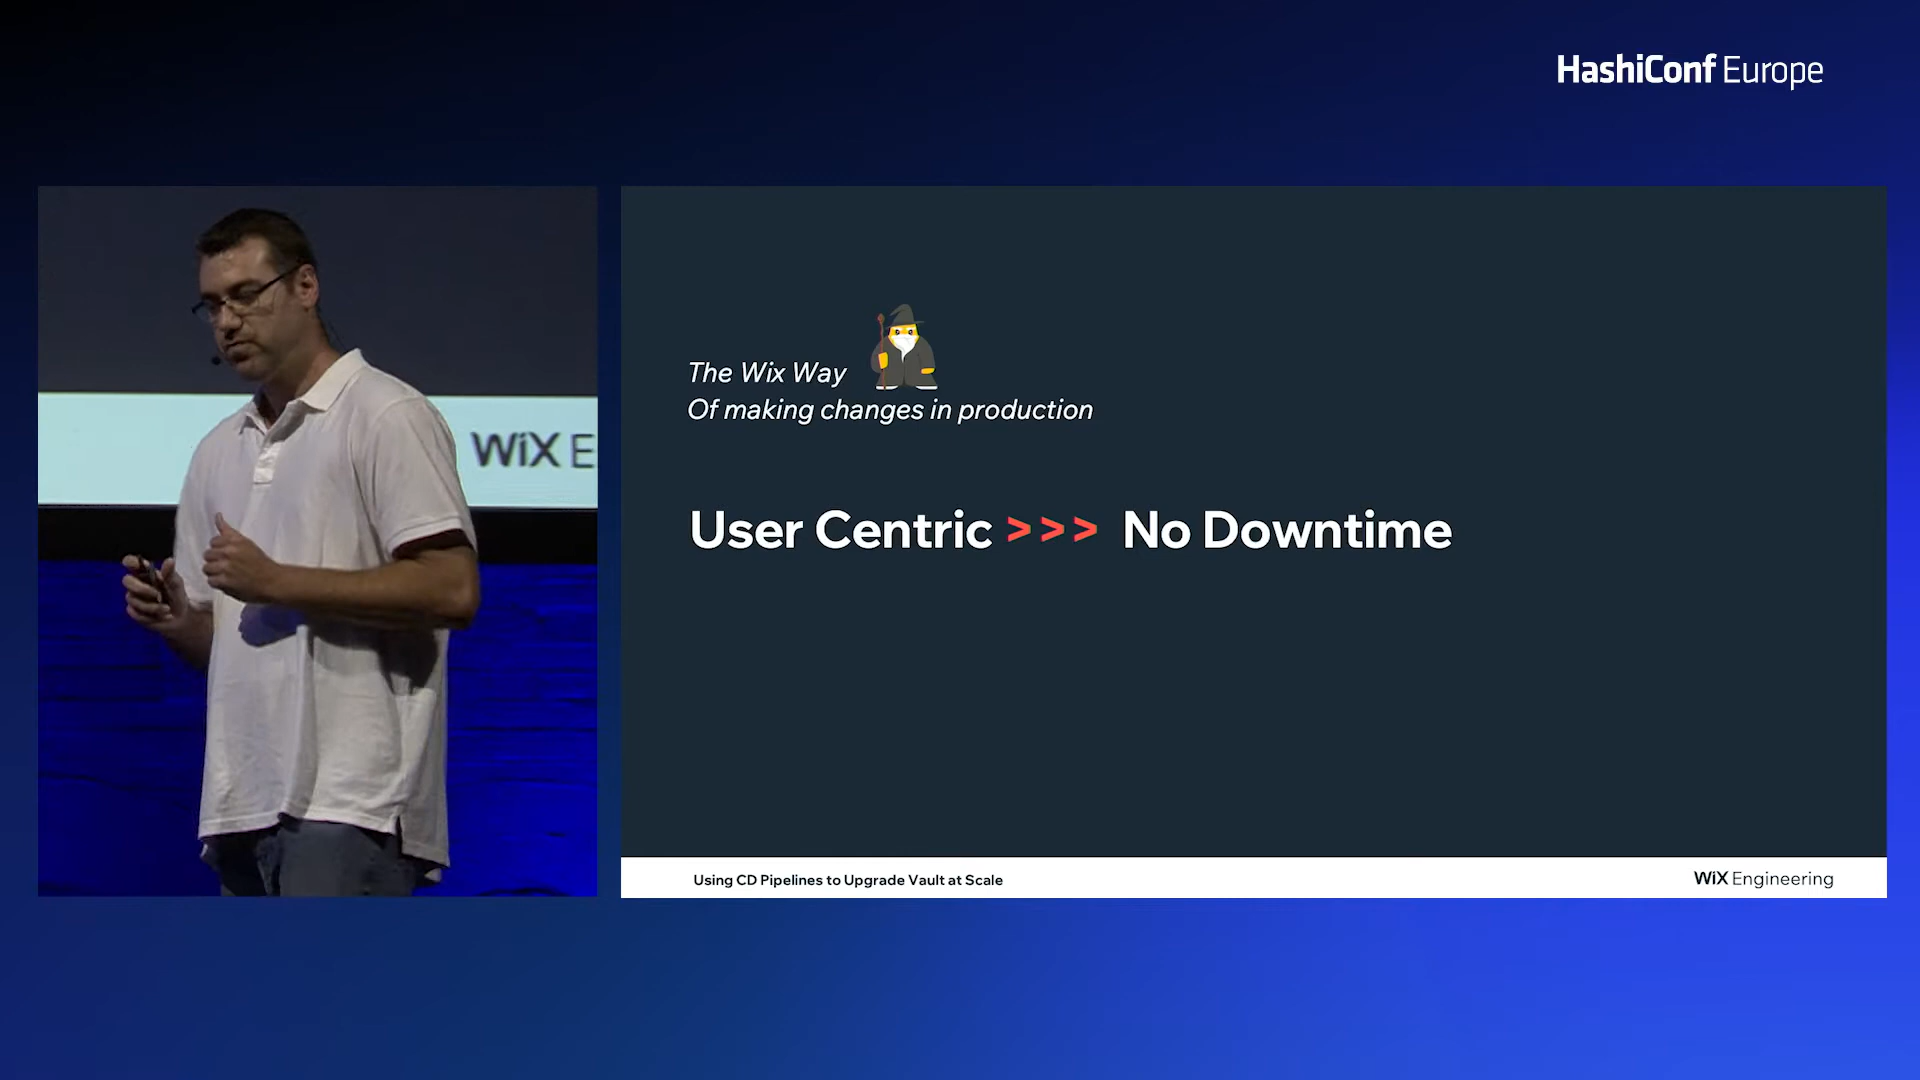 HashiConf Europe
WiX E
The Wix Way
Of making changes in production
User Centric >>> No Downtime
Using CD Pipelines to Upgrade Vault at Scale
WiX Engineering